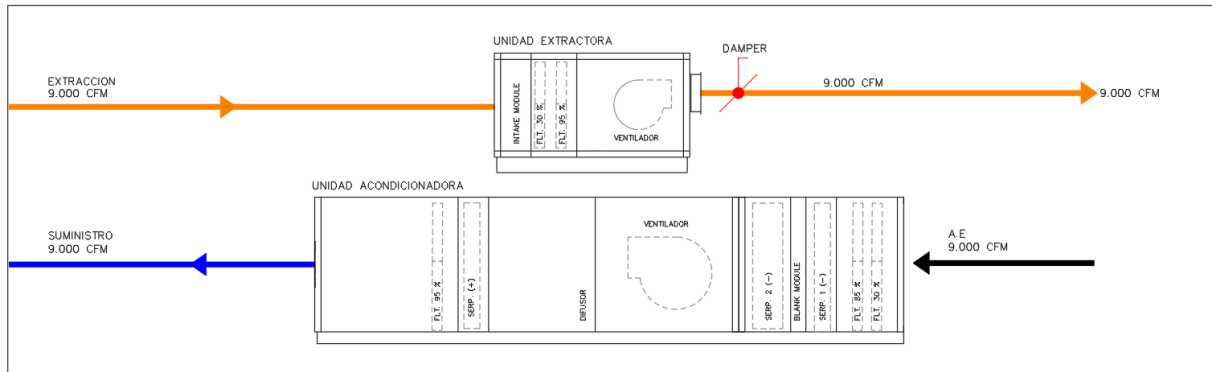 UNIDAD EXTRACTORA
DAMPER
EXTRACCION
9.000 CFM
INTAKE MODULE
FLT. 30 %
FLT. 95 %
VENTILADOR
9.000 CFM
9.000 CFM
UNIDAD ACONDICIONADORA
SUMINISTRO
9.000 CFM
FLT. 95 %
SERP. (+)
DIFUSOR
VENTILADOR
SERP. 2 (-)
BLANK MODULE
SERP. 1 (-)
FLT. 85 %
FLT. 30 %
A.E
9.000 CFM